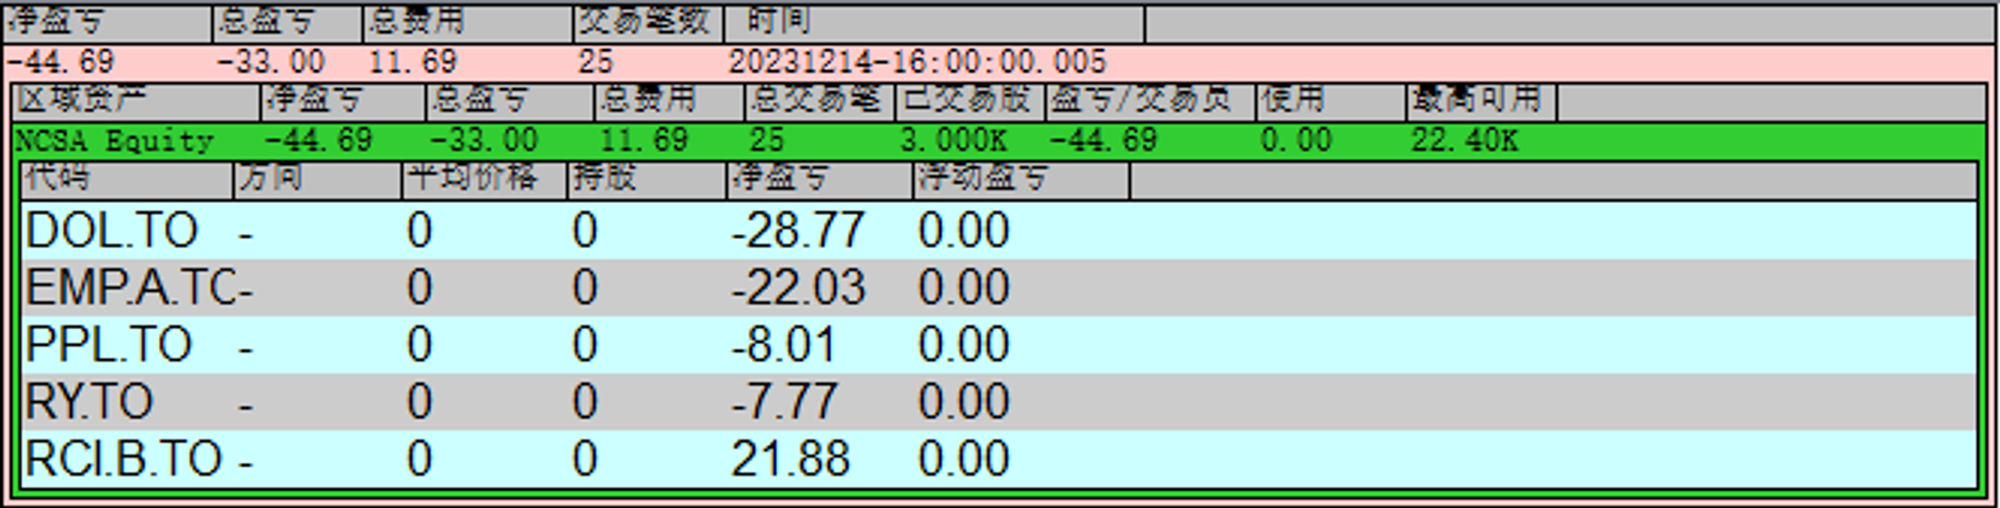 净盈亏 总盈亏 总费用 交易笔数 时间
-44.69 -33.00 11.69 25 20231214-16:00:00.005
区域资产 净盈亏 总盈亏 总费用 总交易笔 已交易股 盈亏/交易员 使用 最高可用
NCSA Equity -44.69 -33.00 11.69 25 3.000K -44.69 0.00 22.40K
代码 方向 平均价格 持股 净盈亏 浮动盈亏
DOL.TO - 0 0 -28.77 0.00
EMP.A.TO - 0 0 -22.03 0.00
PPL.TO - 0 0 -8.01 0.00
RY.TO - 0 0 -7.77 0.00
RCI.B.TO - 0 0 21.88 0.00